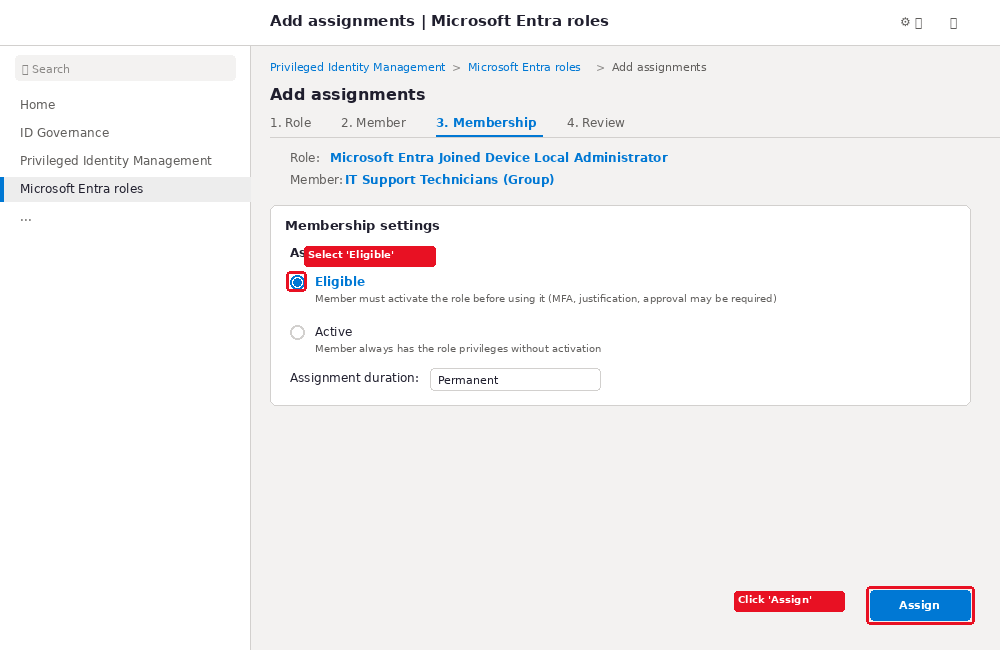 Add assignments | Microsoft Entra roles
Search
Home
ID Governance
Privileged Identity Management
Microsoft Entra roles
...
Privileged Identity Management > Microsoft Entra roles > Add assignments
Add assignments
1. Role 2. Member 3. Membership 4. Review
Role: Microsoft Entra Joined Device Local Administrator
Member: IT Support Technicians (Group)
Membership settings
As
Select 'Eligible'
Eligible
Member must activate the role before using it (MFA, justification, approval may be required)
Active
Member always has the role privileges without activation
Assignment duration: Permanent
Click 'Assign' Assign